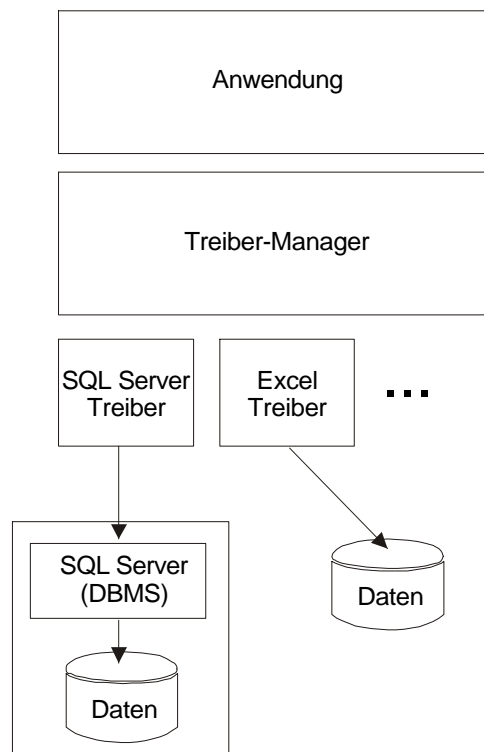 Anwendung
Treiber-Manager
SQL Server
Treiber
Excel
Treiber
...
SQL Server
(DBMS)
Daten
Daten